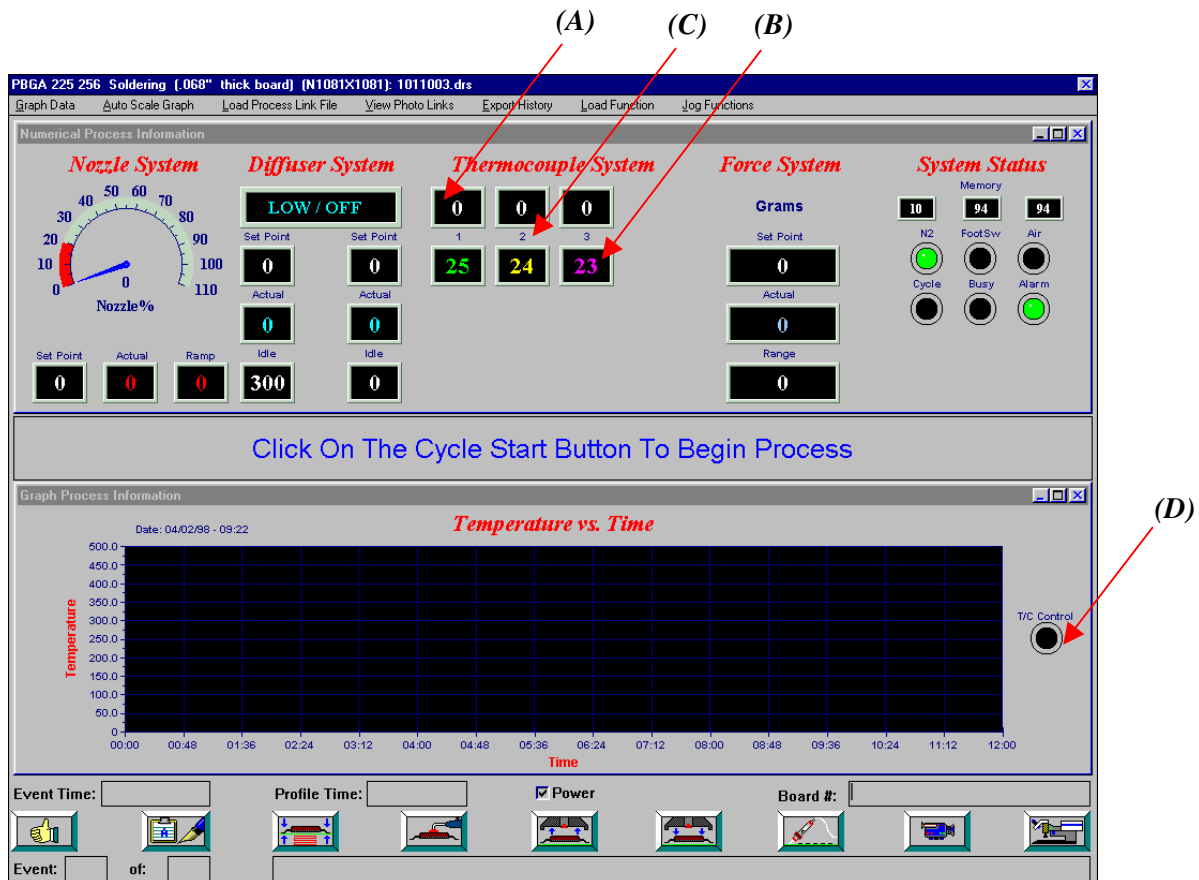 (A) (C) (B)
PBGA 225 256 Soldering (.068" thick board) (N1081X1081): 1011003.drs
Graph Data Auto Scale Graph Load Process Link File View Photo Links Export History Load Function Jog Functions
Numerical Process Information
Nozzle System Diffuser System Thermocouple System Force System System Status
0 10 20 30 40 50 60 70 80 90 100 110
0
Nozzle%
Set Point Actual Ramp
0 0 0
LOW / OFF
Set Point Set Point
0 0
Actual Actual
0 0
Idle Idle
300 0
0 0 0
1 2 3
25 24 23
Grams
Set Point
0
Actual
0
Range
0
Memory
10 94 94
N2 FootSw Air
Cycle Busy Alarm
Click On The Cycle Start Button To Begin Process
Graph Process Information
(D)
Date: 04/02/98 - 09:22
Temperature vs. Time
500.0
450.0
400.0
350.0
300.0
250.0
200.0
150.0
100.0
50.0
0
Temperature
00:00 00:48 01:36 02:24 03:12 04:00 04:48 05:36 06:24 07:12 08:00 08:48 09:36 10:24 11:12 12:00
Time
T/C Control
Event Time: Profile Time: Power Board #:
A
Event: of: